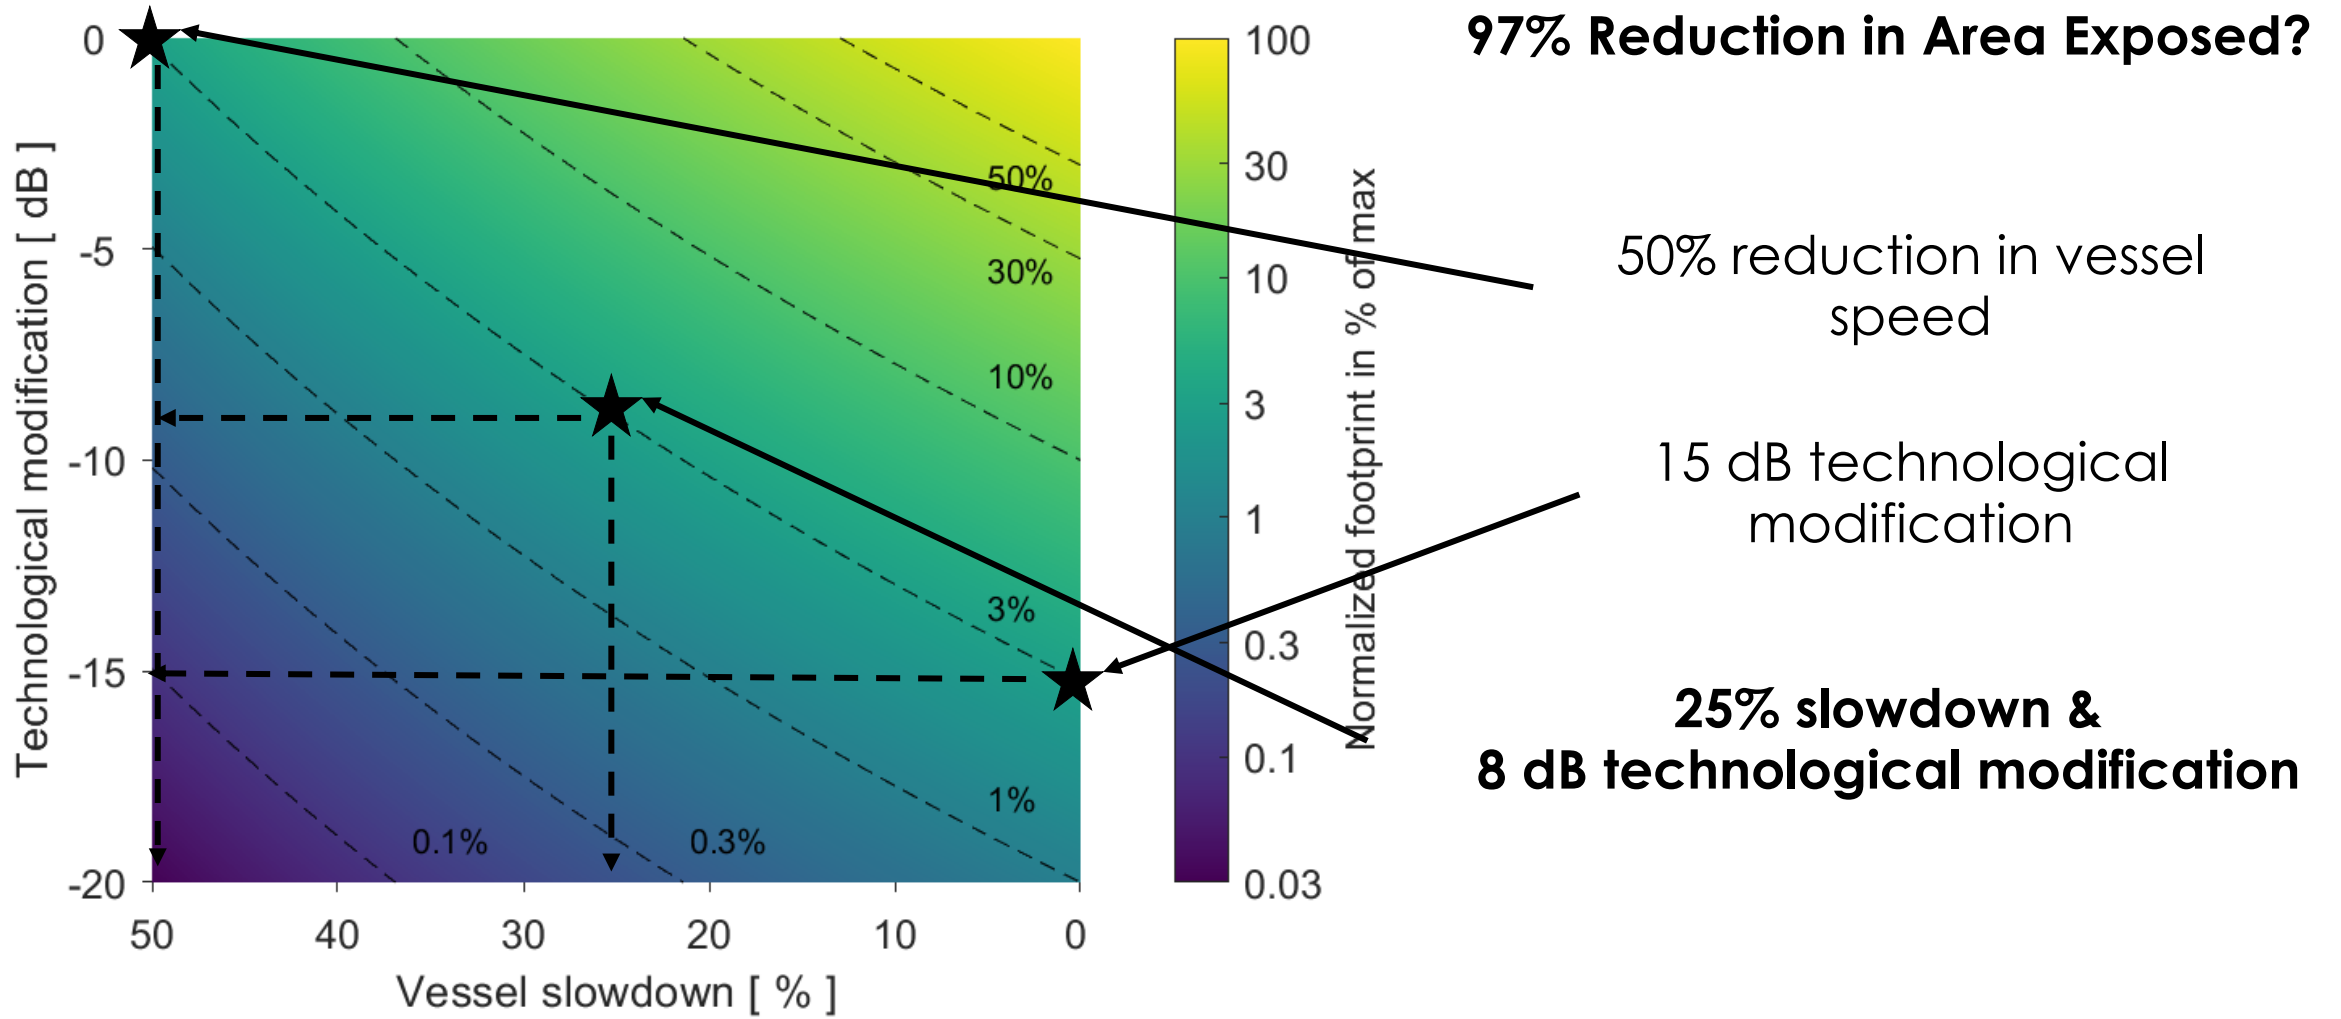 97% Reduction in Area Exposed?
50% reduction in vessel
speed
15 dB technological
modification
25% slowdown &
8 dB technological modification
Technological modification [ dB ]
0
-5
-10
-15
-20
50
40
30
20
10
0
Vessel slowdown [ % ]
50%
30%
10%
3%
1%
0.3%
0.1%
100
30
10
3
1
0.3
0.1
0.03
Normalized footprint in % of max